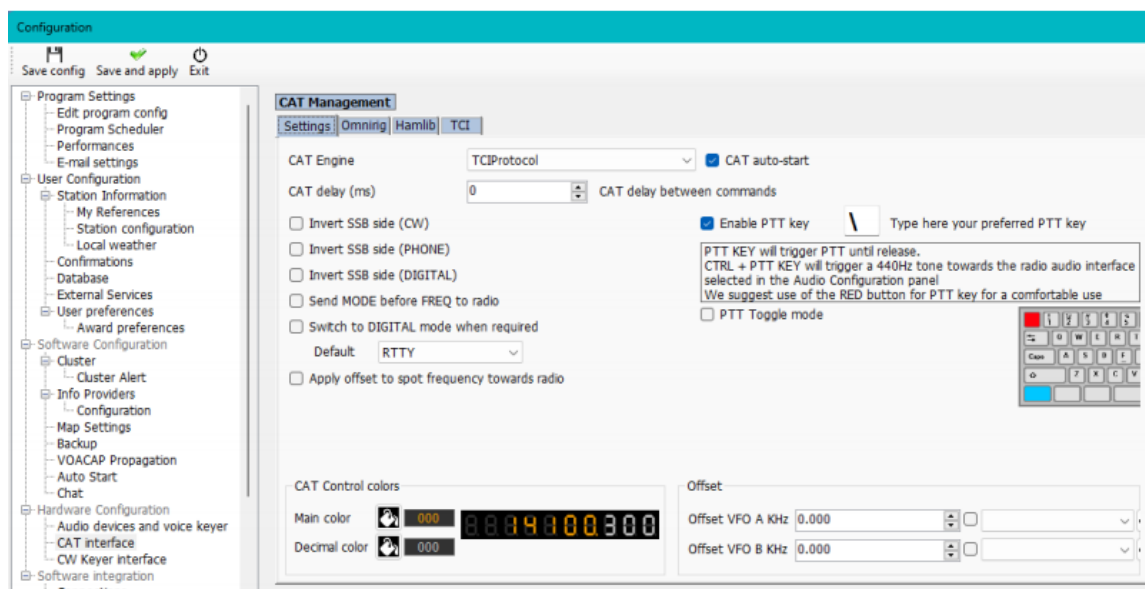 Configuration
Save config Save and apply Exit
Program Settings
Edit program config
Program Scheduler
Performances
E-mail settings
User Configuration
Station Information
My References
Station configuration
Local weather
Confirmations
Database
External Services
User preferences
Award preferences
Software Configuration
Cluster
Cluster Alert
Info Providers
Configuration
Map Settings
Backup
VOACAP Propagation
Auto Start
Chat
Hardware Configuration
Audio devices and voice keyer
CAT interface
CW Keyer interface
Software integration
CAT Management
Settings Omnirig Hamlib TCI
CAT Engine TCIProtocol CAT auto-start
CAT delay (ms) 0 CAT delay between commands
Invert SSB side (CW)
Invert SSB side (PHONE)
Invert SSB side (DIGITAL)
Send MODE before FREQ to radio
Switch to DIGITAL mode when required
Default RTTY
Apply offset to spot frequency towards radio
Enable PTT key \ Type here your preferred PTT key
PTT KEY will trigger PTT until release.
CTRL + PTT KEY will trigger a 440Hz tone towards the radio audio interface
selected in the Audio Configuration panel
We suggest use of the RED button for PTT key for a comfortable use
PTT Toggle mode
Caps A S D F
Z X C V
CAT Control colors
Main color 000
Decimal color 000
14100300
Offset
Offset VFO A KHz 0.000
Offset VFO B KHz 0.000